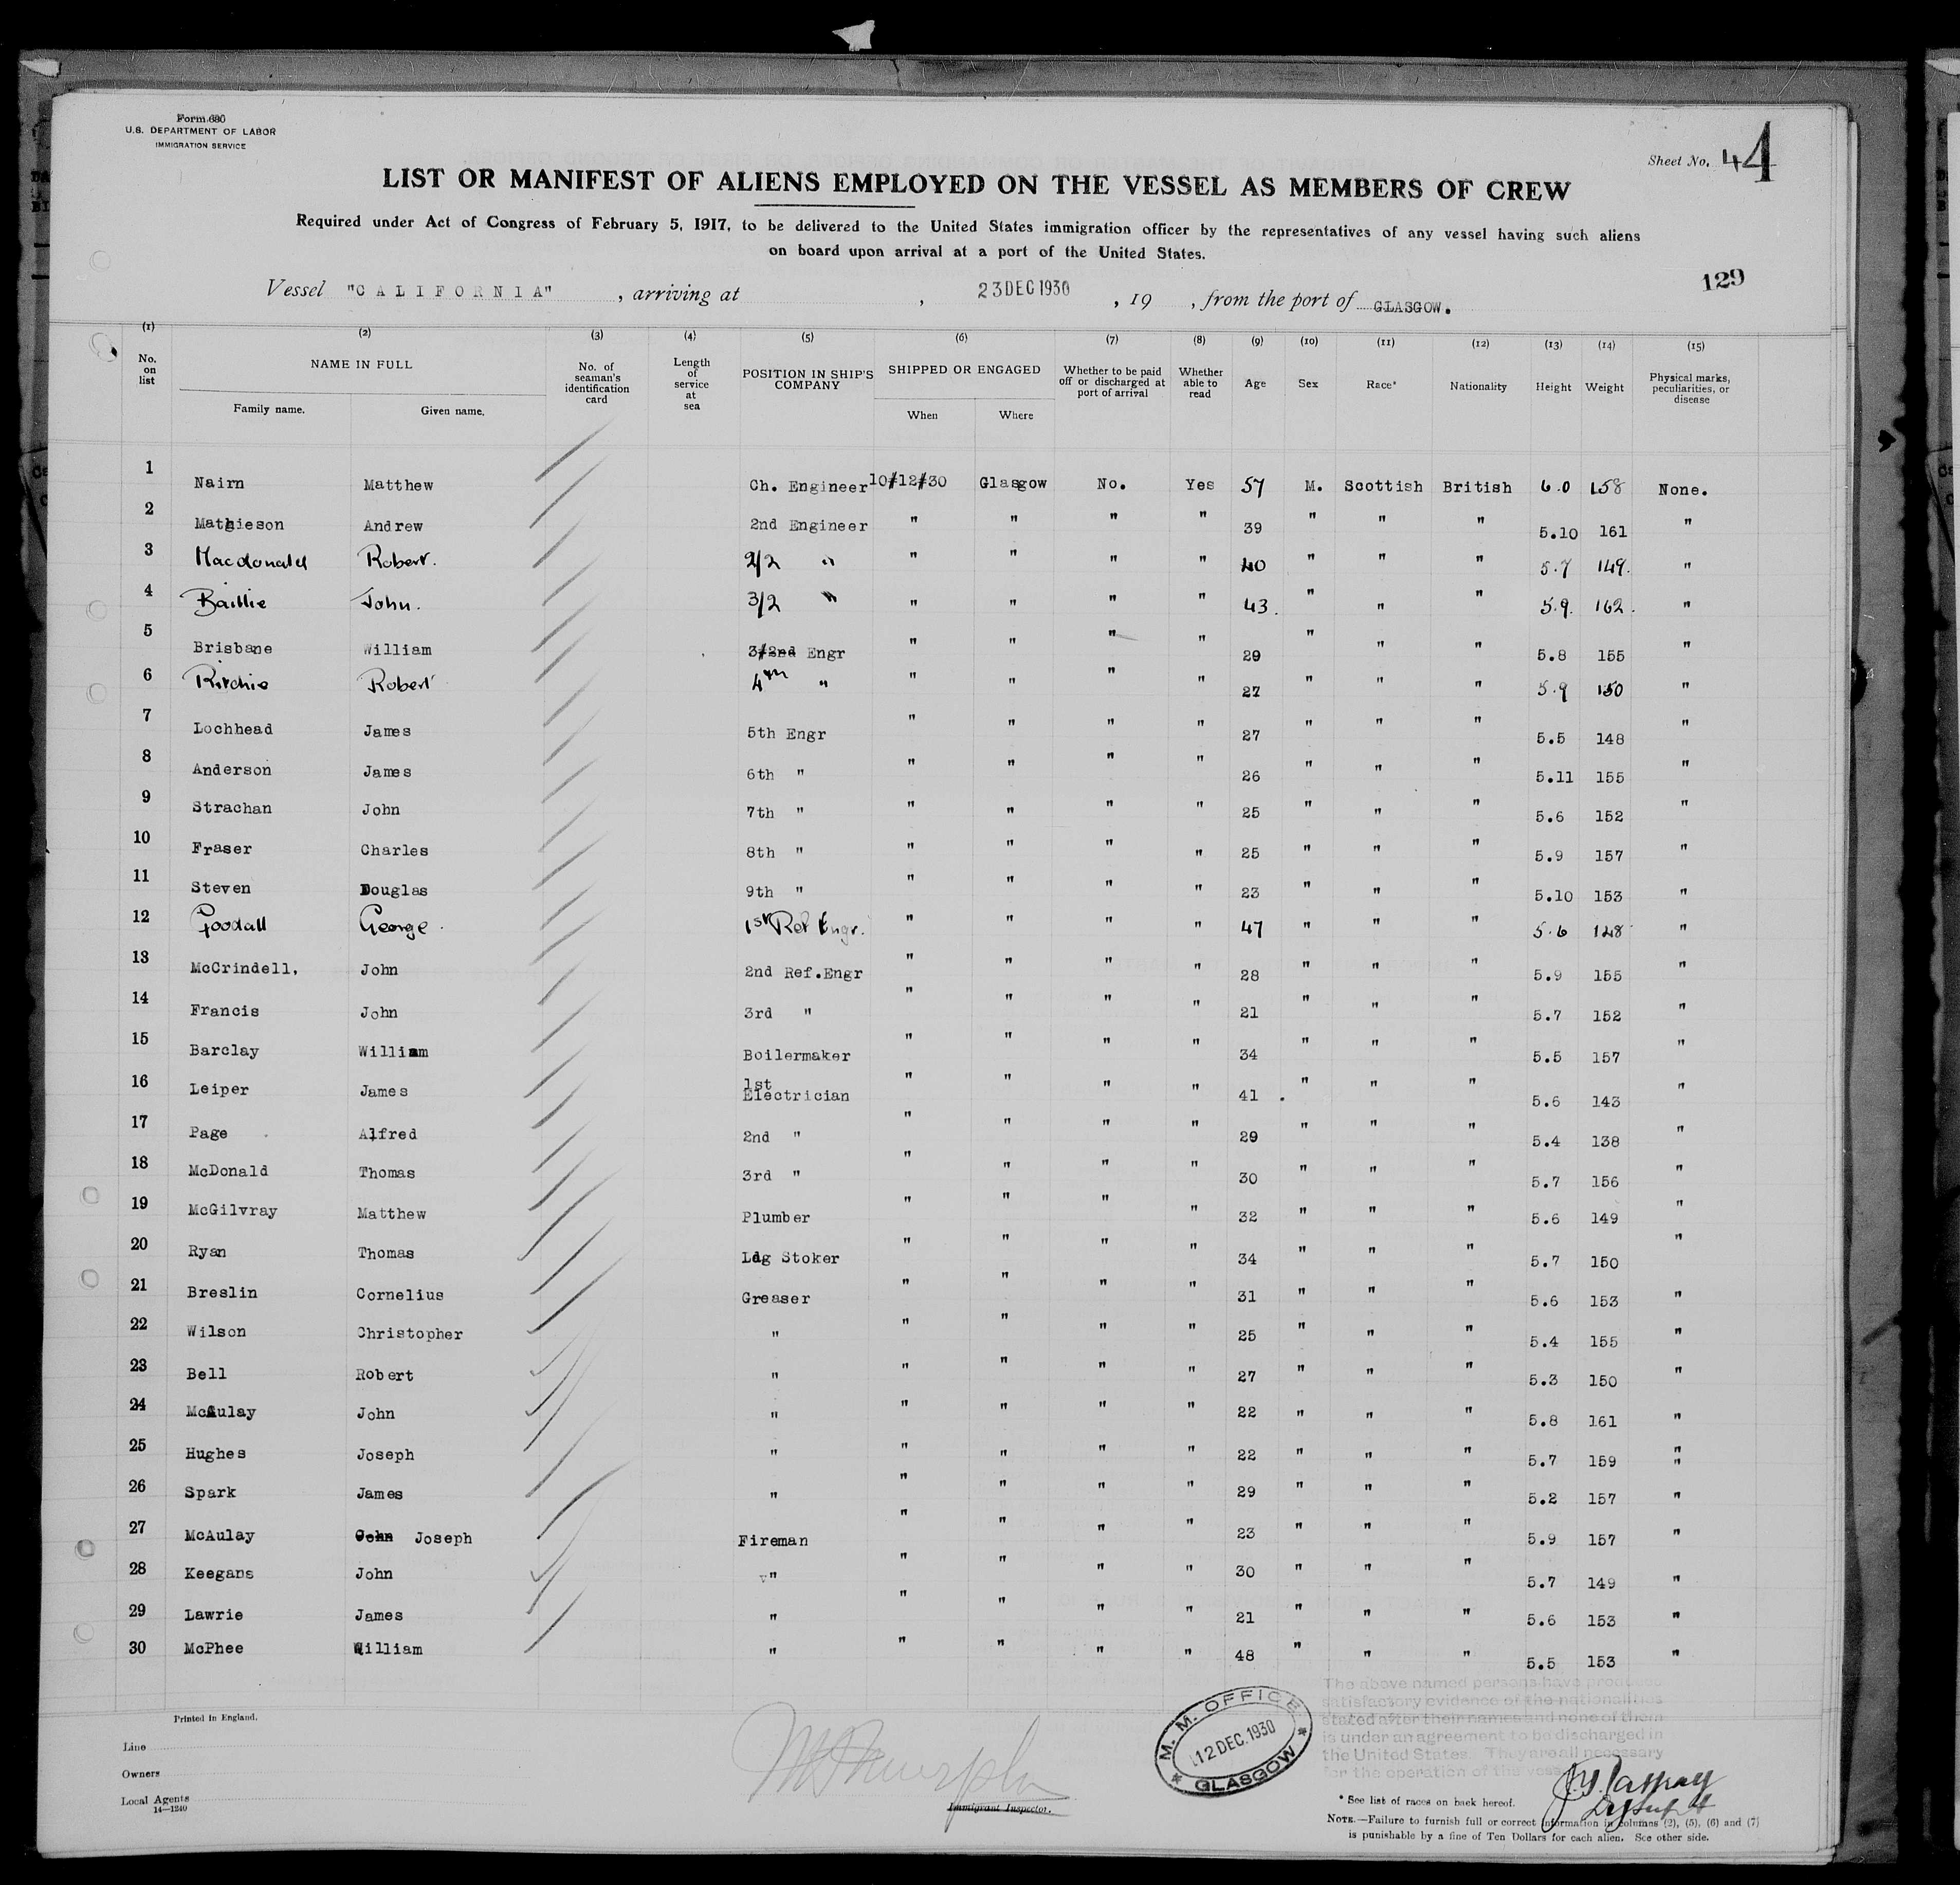 Form 680
U.S. DEPARTMENT OF LABOR
IMMIGRATION SERVICE
Sheet No. 4 4
LIST OR MANIFEST OF ALIENS EMPLOYED ON THE VESSEL AS MEMBERS OF CREW
Required under Act of Congress of February 5, 1917, to be delivered to the United States immigration officer by the representatives of any vessel having such aliens
on board upon arrival at a port of the United States.
129
Vessel "CALIFORNIA" , arriving at , 23 DEC 1930 , 19 , from the port of GLASGOW.
(1) (2) (3) (4) (5) (6) (7) (8) (9) (10) (11) (12) (13) (14) (15)
No. on list NAME IN FULL Family name. Given name. No. of seaman's identification card Length of service at sea POSITION IN SHIP'S COMPANY SHIPPED OR ENGAGED When Where Whether to be paid off or discharged at port of arrival Whether able to read Age Sex Race* Nationality Height Weight Physical marks, peculiarities, or disease
1 Nairn Matthew Ch. Engineer 10/12/30 Glasgow No. Yes 57 M. Scottish British 6.0 158 None.
2 Mathieson Andrew 2nd Engineer " " " " 39 " " " 5.10 161 "
3 Macdonald Robert. 2/2 " " " " " 40 " " " 5.7 149. "
4 Baillie John. 3/2 " " " " " 43. " " " 5.9. 162. "
5 Brisbane William 3/2nd Engr " " " " 29 " " " 5.8 155 "
6 Ritchie Robert 4th " " " " " 27 " " " 5.9 150 "
7 Lochhead James 5th Engr " " " " 27 " " " 5.5 148 "
8 Anderson James 6th " " " " " 26 " " " 5.11 155 "
9 Strachan John 7th " " " " " 25 " " " 5.6 152 "
10 Fraser Charles 8th " " " " " 25 " " " 5.9 157 "
11 Steven Douglas 9th " " " " " 23 " " " 5.10 153 "
12 Goodall George. 1st Ref Engr. " " " " 47 " " " 5.6 148 "
13 McCrindell, John 2nd Ref.Engr " " " " 28 " " " 5.9 155 "
14 Francis John 3rd " " " " " 21 " " " 5.7 152 "
15 Barclay William Boilermaker " " " " 34 " " " 5.5 157 "
16 Leiper James 1st Electrician " " " " 41 . " " " 5.6 143 "
17 Page Alfred 2nd " " " " " 29 " " " 5.4 138 "
18 McDonald Thomas 3rd " " " " " 30 " " " 5.7 156 "
19 McGilvray Matthew Plumber " " " " 32 " " " 5.6 149 "
20 Ryan Thomas Ldg Stoker " " " " 34 " " " 5.7 150 "
21 Breslin Cornelius Greaser " " " " 31 " " " 5.6 153 "
22 Wilson Christopher " " " " " 25 " " " 5.4 155 "
23 Bell Robert " " " " " 27 " " " 5.3 150 "
24 McAulay John " " " " " 22 " " " 5.8 161 "
25 Hughes Joseph " " " " " 22 " " " 5.7 159 "
26 Spark James " " " " " 29 " " " 5.2 157 "
27 McAulay John Joseph Fireman " " " " 23 " " " 5.9 157 "
28 Keegans John " " " " " 30 " " " 5.7 149 "
29 Lawrie James " " " " " 21 " " " 5.6 153 "
30 McPhee William " " " " " 48 " " " 5.5 153 "
The above named persons have produced
satisfactory evidence of the nationalities
stated after their names and none of them
is under an agreement to be discharged in
the United States. They are all necessary
for the operation of the vessel
Printed in England.
Line
Owners
Local Agents
14—1240
Immigrant Inspector.
M. M. OFFICE
12 DEC. 1930
GLASGOW
* See list of races on back hereof.
NOTE.—Failure to furnish full or correct information in columns (2), (5), (6) and (7)
is punishable by a fine of Ten Dollars for each alien. See other side.